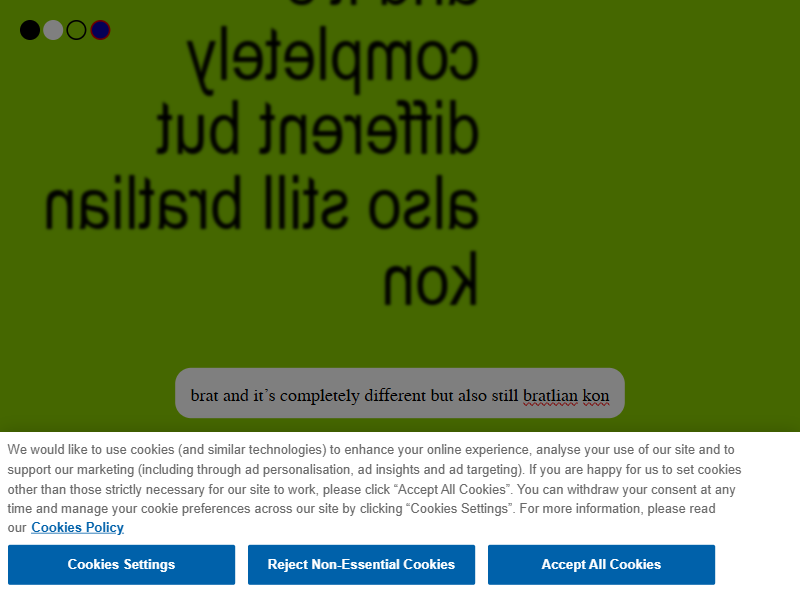 and it's
completely
different but
also still bratlian
kon
brat and it's completely different but also still bratlian kon
We would like to use cookies (and similar technologies) to enhance your online experience, analyse your use of our site and to
support our marketing (including through ad personalisation, ad insights and ad targeting). If you are happy for us to set cookies
other than those strictly necessary for our site to work, please click “Accept All Cookies”. You can withdraw your consent at any
time and manage your cookie preferences across our site by clicking “Cookies Settings”. For more information, please read
our Cookies Policy
Cookies Settings
Reject Non-Essential Cookies
Accept All Cookies